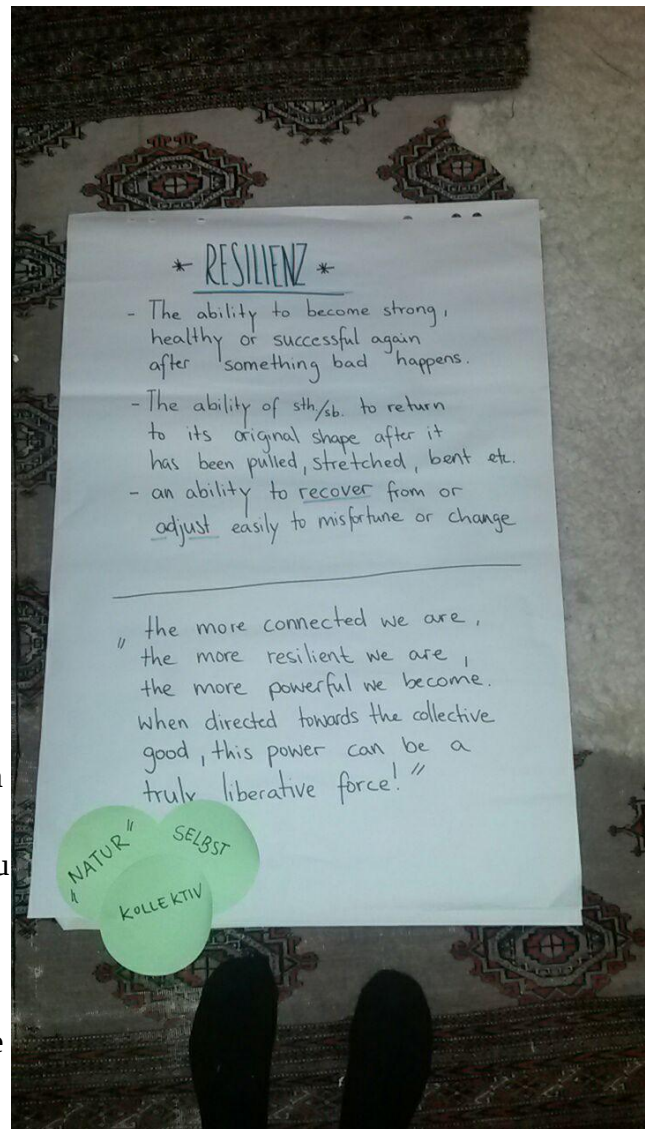 * RESILIENZ *
- The ability to become strong,
healthy or successful again
after something bad happens.
- The ability of sth/sb. to return
to its original shape after it
has been pulled, stretched, bent etc.
- an ability to recover from or
adjust easily to misfortune or change
" the more connected we are,
the more resilient we are,
the more powerful we become.
When directed towards the collective
good, this power can be a
truly liberative force! "
"NATUR"
SELBST
KOLLEKTIV